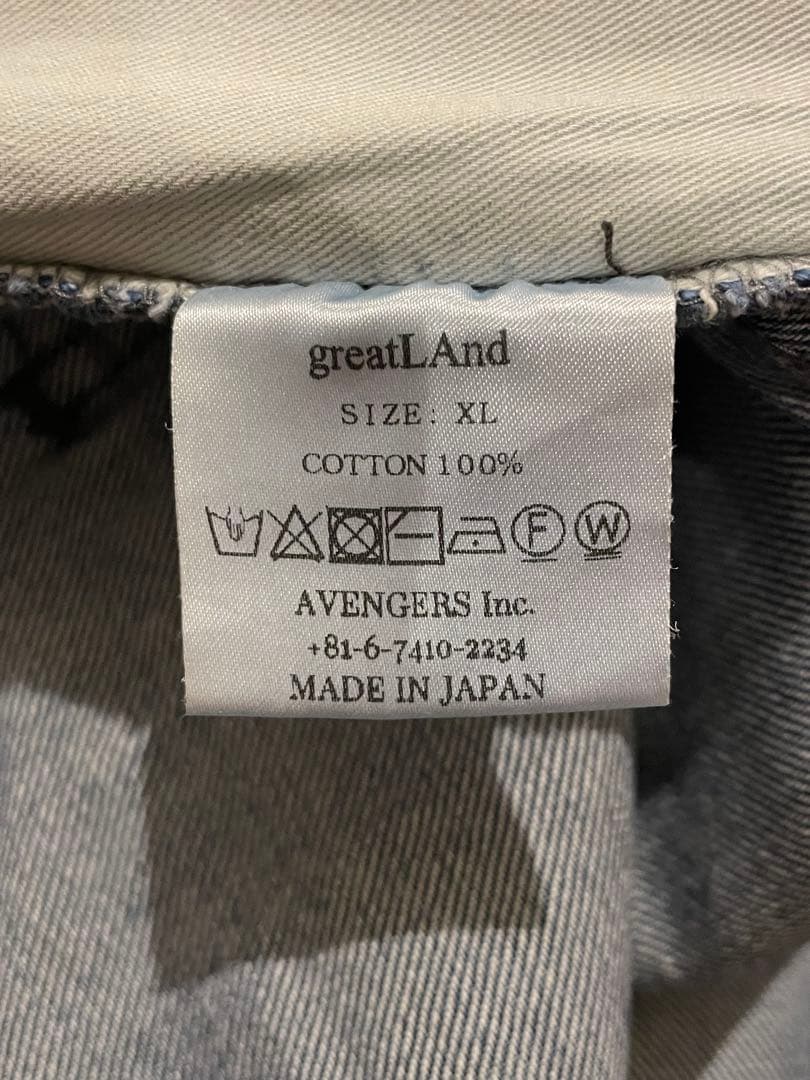 greatLAnd
SIZE: XL
COTTON 100%
F W
AVENGERS Inc.
+81-6-7410-2234
MADE IN JAPAN